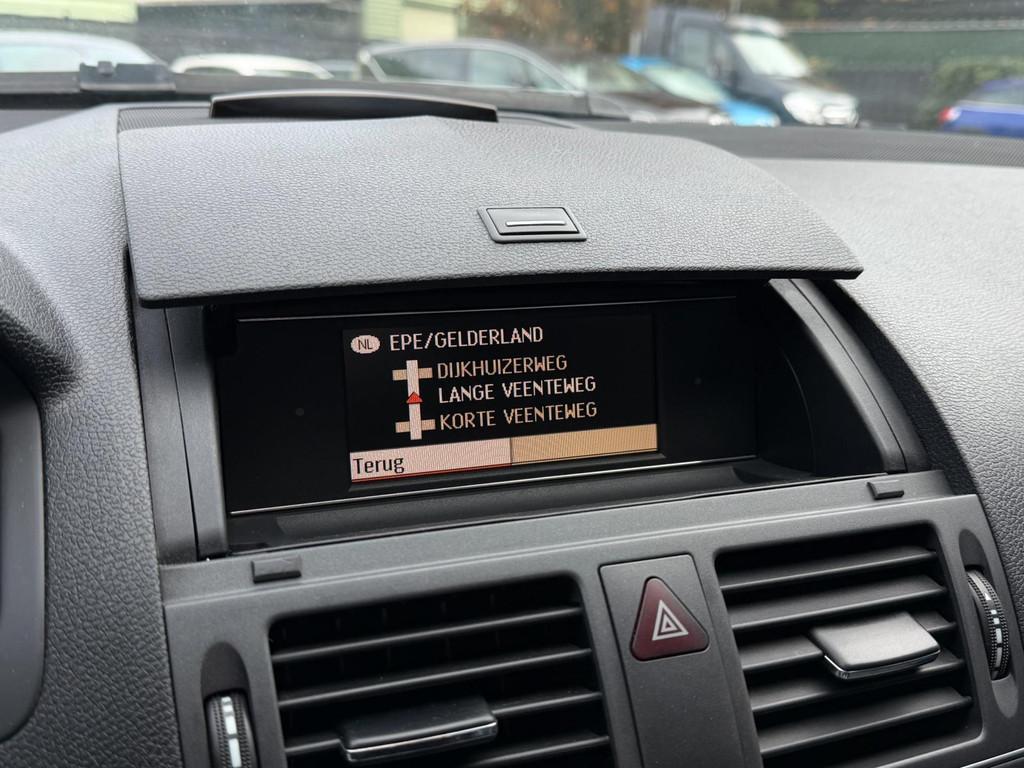 NL EPE/GELDERLAND
DIJKHUIZERWEG
LANGE VEENTEWEG
KORTE VEENTEWEG
Terug